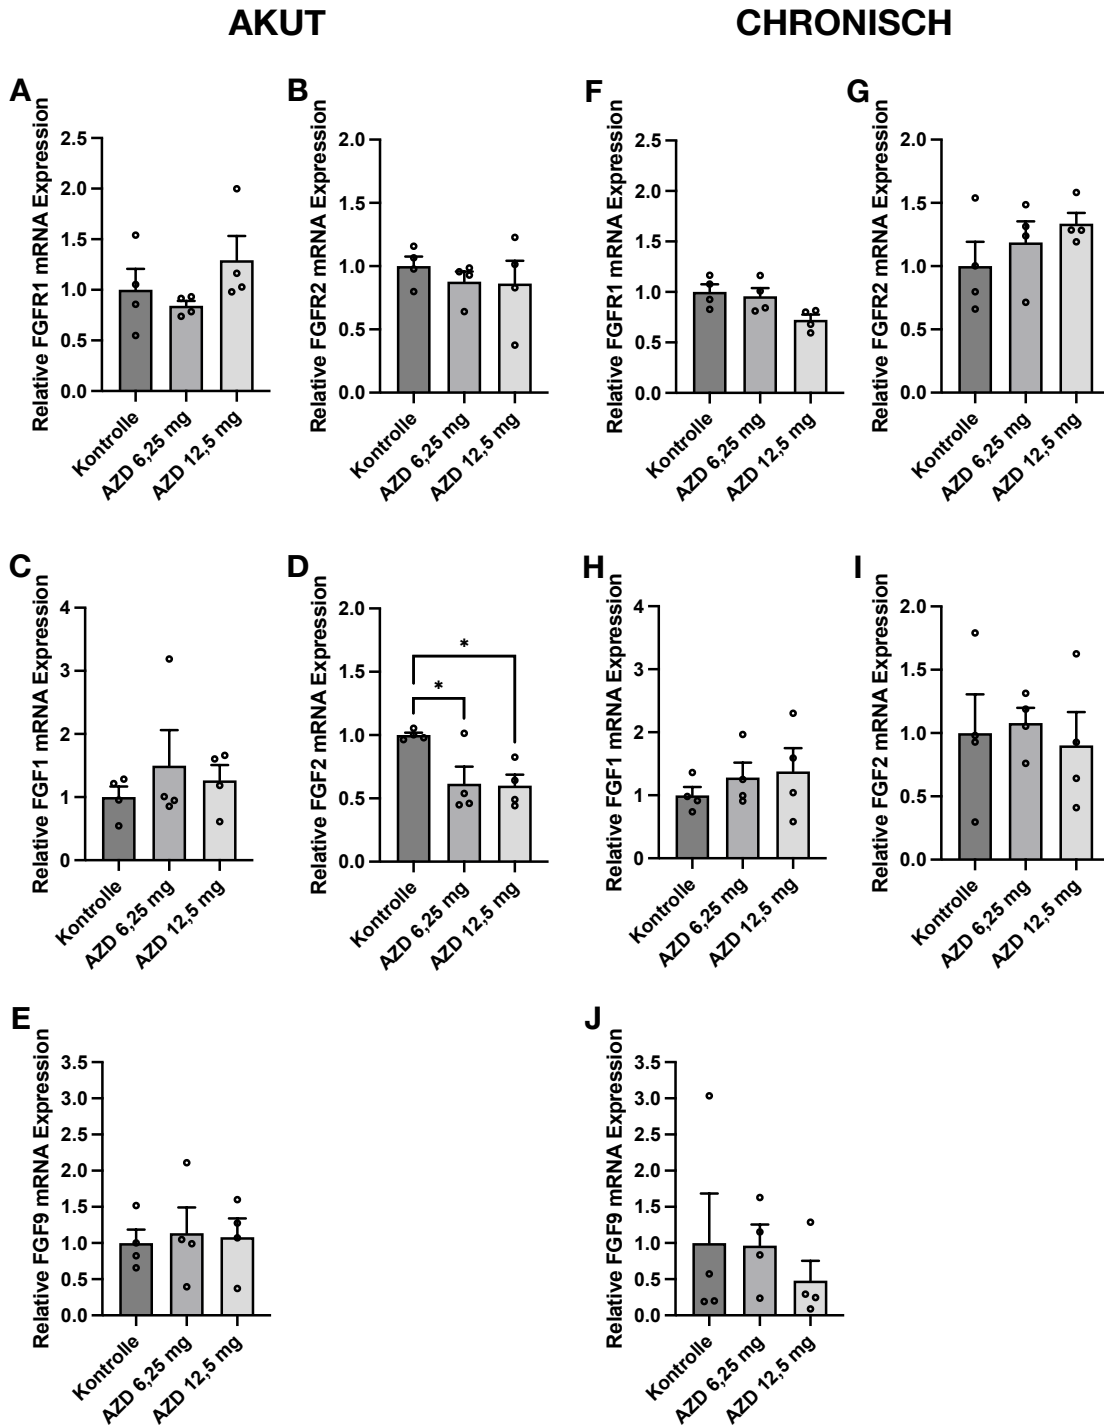 AKUT
CHRONISCH
A
Relative FGFR1 mRNA Expression
2.5
2.0
1.5
1.0
0.5
0.0
Kontrolle
AZD 6,25 mg
AZD 12,5 mg
B
Relative FGFR2 mRNA Expression
2.0
1.5
1.0
0.5
0.0
Kontrolle
AZD 6,25 mg
AZD 12,5 mg
F
Relative FGFR1 mRNA Expression
2.5
2.0
1.5
1.0
0.5
0.0
Kontrolle
AZD 6,25 mg
AZD 12,5 mg
G
Relative FGFR2 mRNA Expression
2.0
1.5
1.0
0.5
0.0
Kontrolle
AZD 6,25 mg
AZD 12,5 mg
C
Relative FGF1 mRNA Expression
4
3
2
1
0
Kontrolle
AZD 6,25 mg
AZD 12,5 mg
D
Relative FGF2 mRNA Expression
2.0
1.5
1.0
0.5
0.0
*
*
Kontrolle
AZD 6,25 mg
AZD 12,5 mg
H
Relative FGF1 mRNA Expression
4
3
2
1
0
Kontrolle
AZD 6,25 mg
AZD 12,5 mg
I
Relative FGF2 mRNA Expression
2.0
1.5
1.0
0.5
0.0
Kontrolle
AZD 6,25 mg
AZD 12,5 mg
E
Relative FGF9 mRNA Expression
3.5
3.0
2.5
2.0
1.5
1.0
0.5
0.0
Kontrolle
AZD 6,25 mg
AZD 12,5 mg
J
Relative FGF9 mRNA Expression
3.5
3.0
2.5
2.0
1.5
1.0
0.5
0.0
Kontrolle
AZD 6,25 mg
AZD 12,5 mg